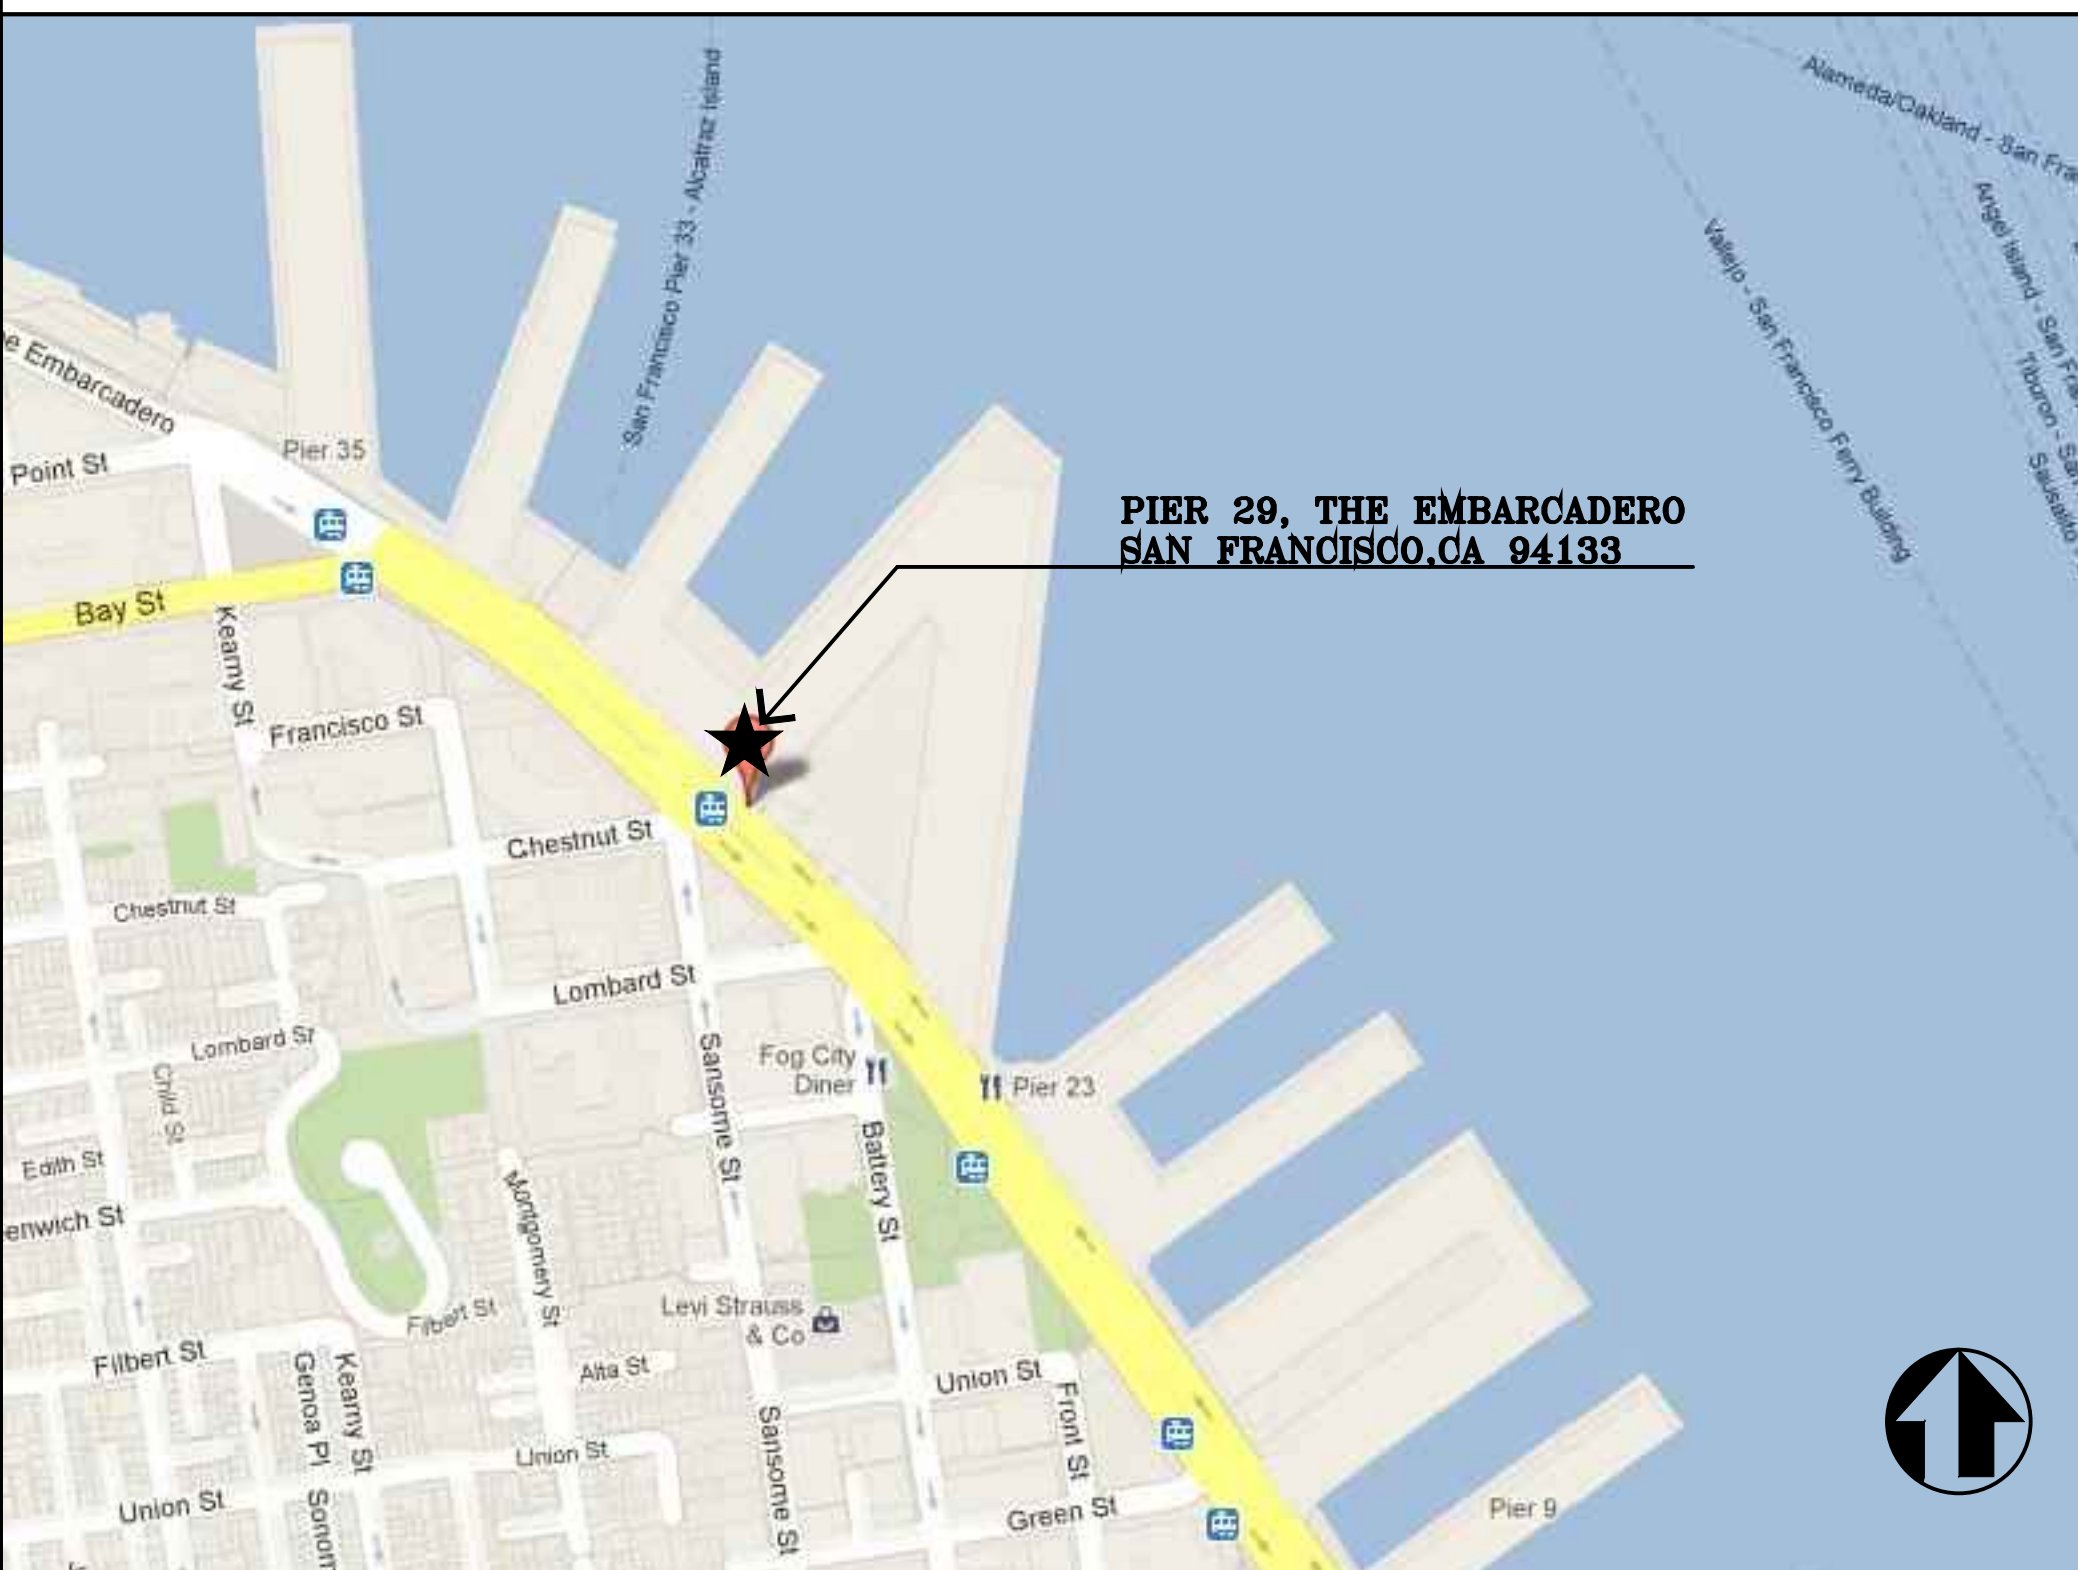 San Francisco Pier 33 - Alcatraz Island
Alameda/Oakland - San Fra
Angel Island - San Fran
Vallejo - San Francisco Ferry Building
Tiburon - San
Sausalito
e Embarcadero
Point St
Pier 35
PIER 29, THE EMBARCADERO
SAN FRANCISCO,CA 94133
Bay St
Kearny St
Francisco St
Chestnut St
Chestnut St
Lombard St
Lombard St
Child St
Sansome St
Fog City
Diner
Pier 23
Battery St
Edith St
enwich St
Montgomery St
Filbert St
Levi Strauss
& Co
Filbert St
Alta St
Union St
Genoa Pl
Kearny St
Front St
Sansome St
Union St
Union St
Sonom
Green St
Pier 9